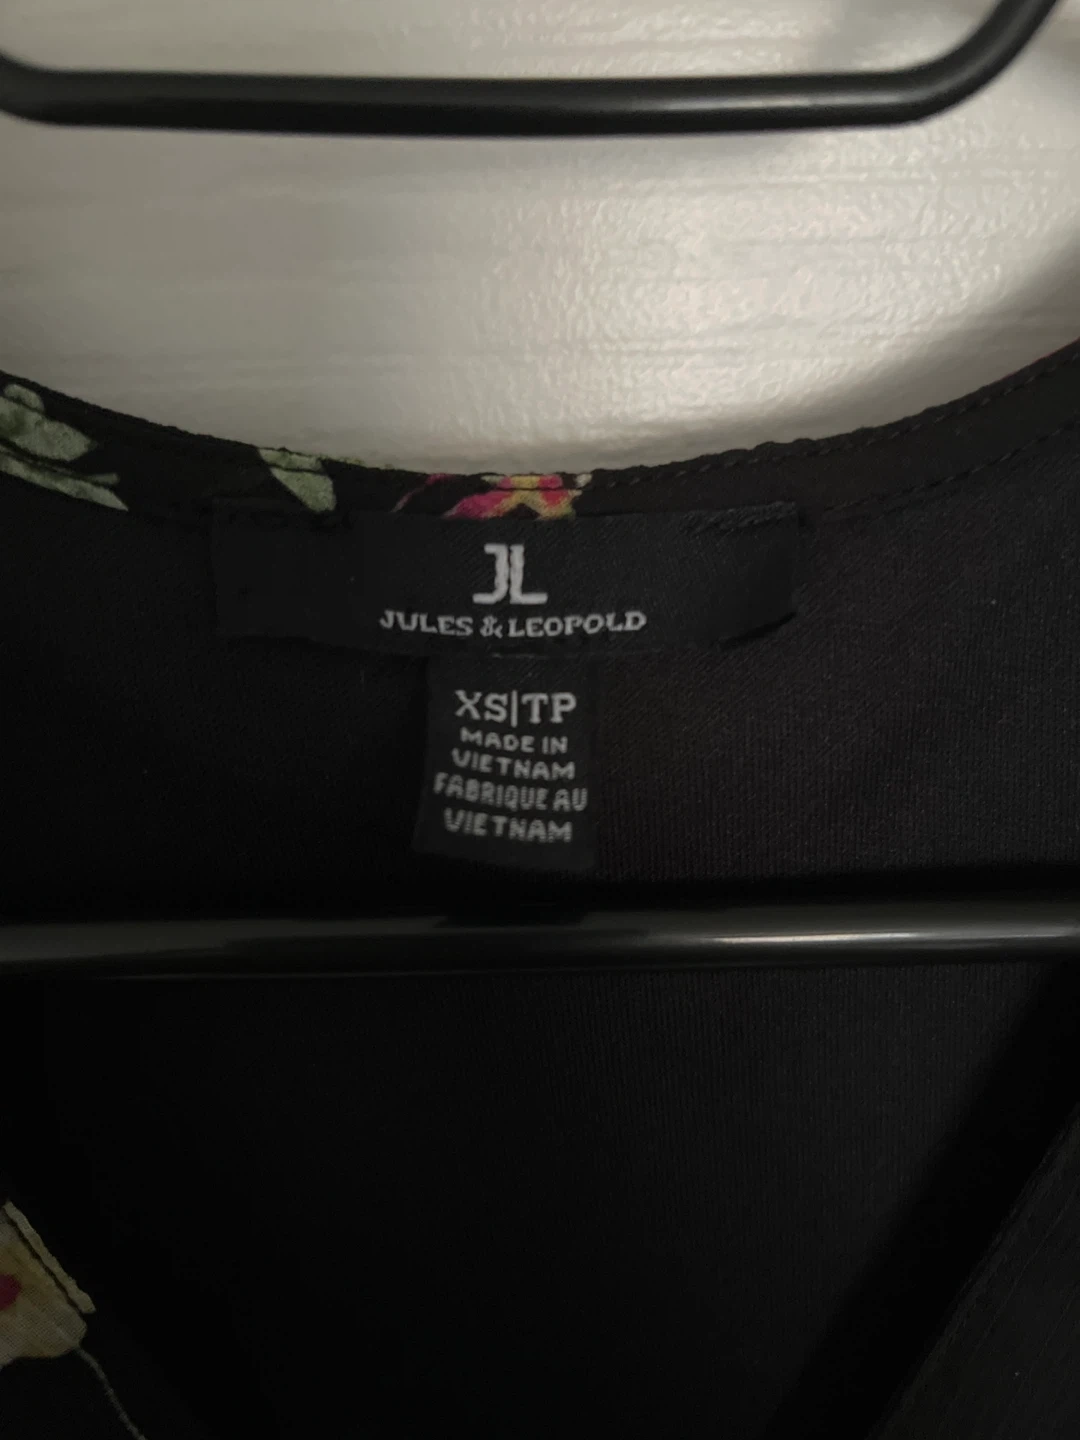 JL
JULES & LEOPOLD
XS|TP
MADE IN
VIETNAM
FABRIQUE AU
VIETNAM